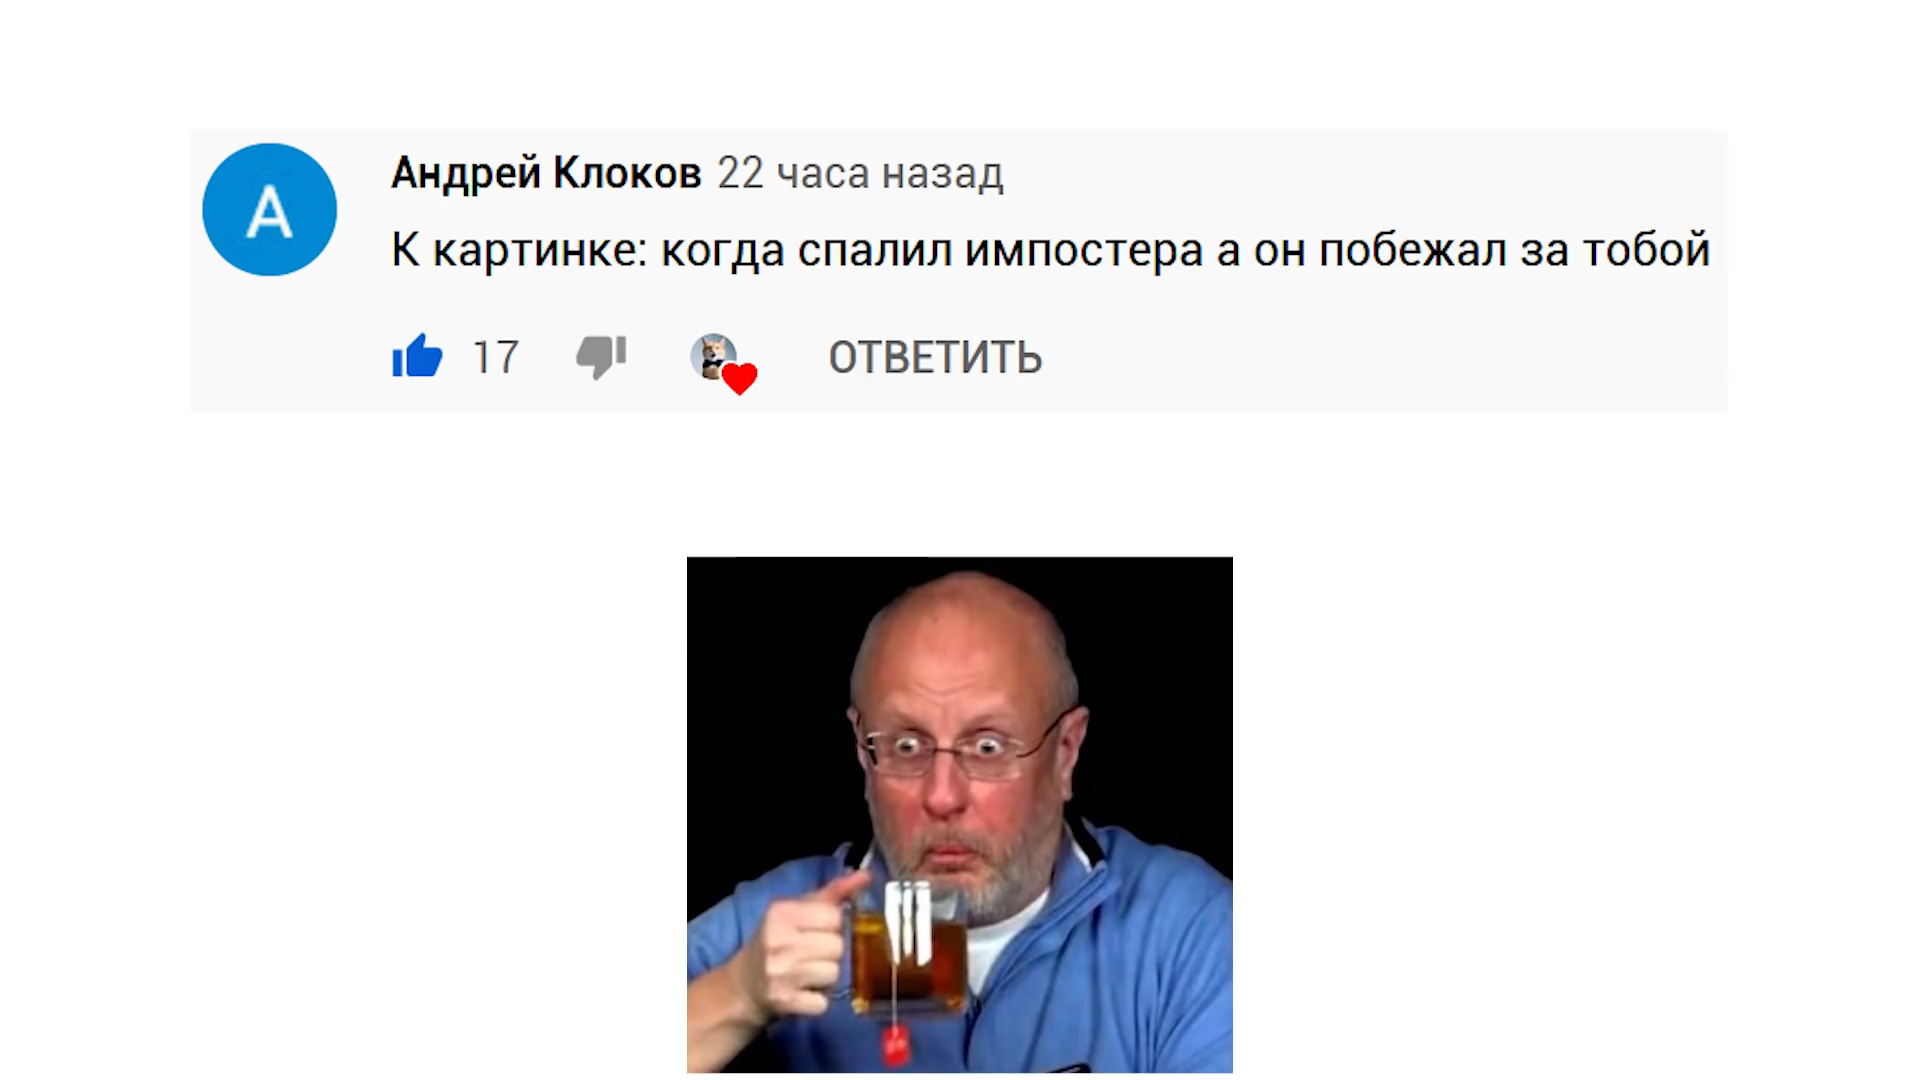 А
Андрей Клоков 22 часа назад
К картинке: когда спалил импостера а он побежал за тобой
17 ОТВЕТИТЬ